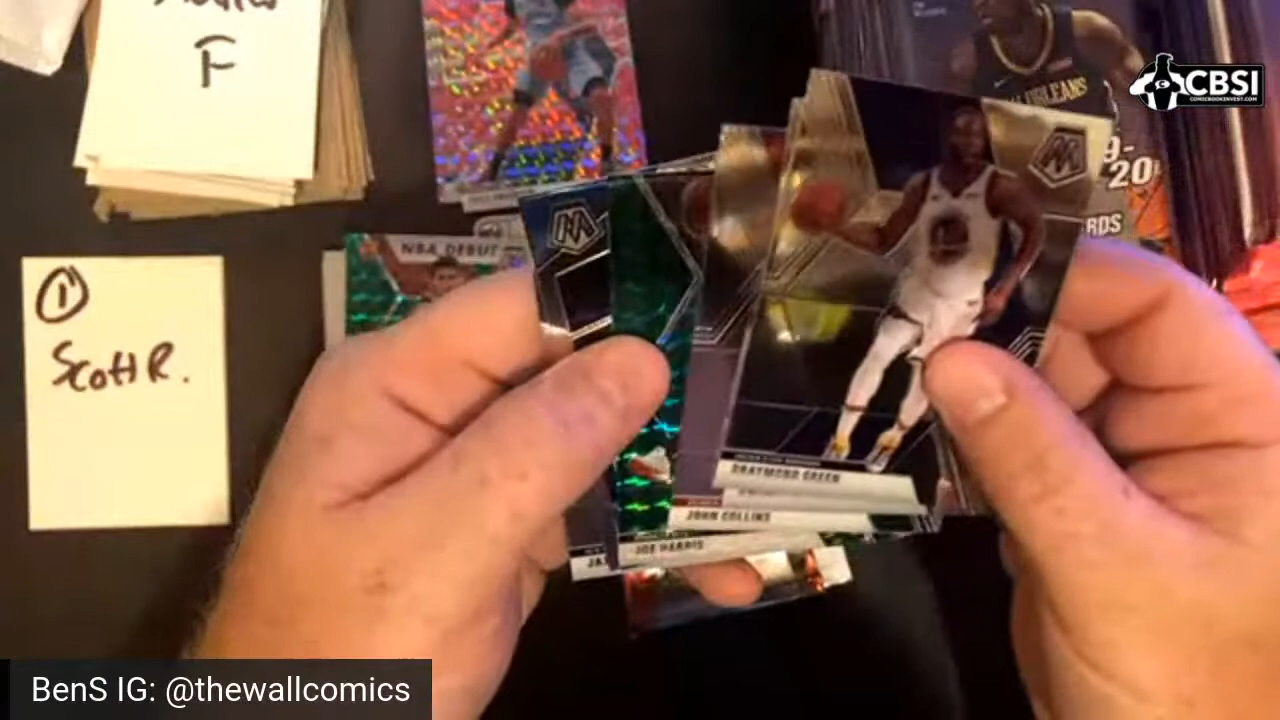 F
CBSI
COMICBOOKINVEST.COM
ORLEANS
9-
20
RDS
NBA DEBUT
1
Scott R.
DRAYMOND GREEN
JOHN COLLINS
JOE HARRIS
JA
BenS IG: @thewallcomics